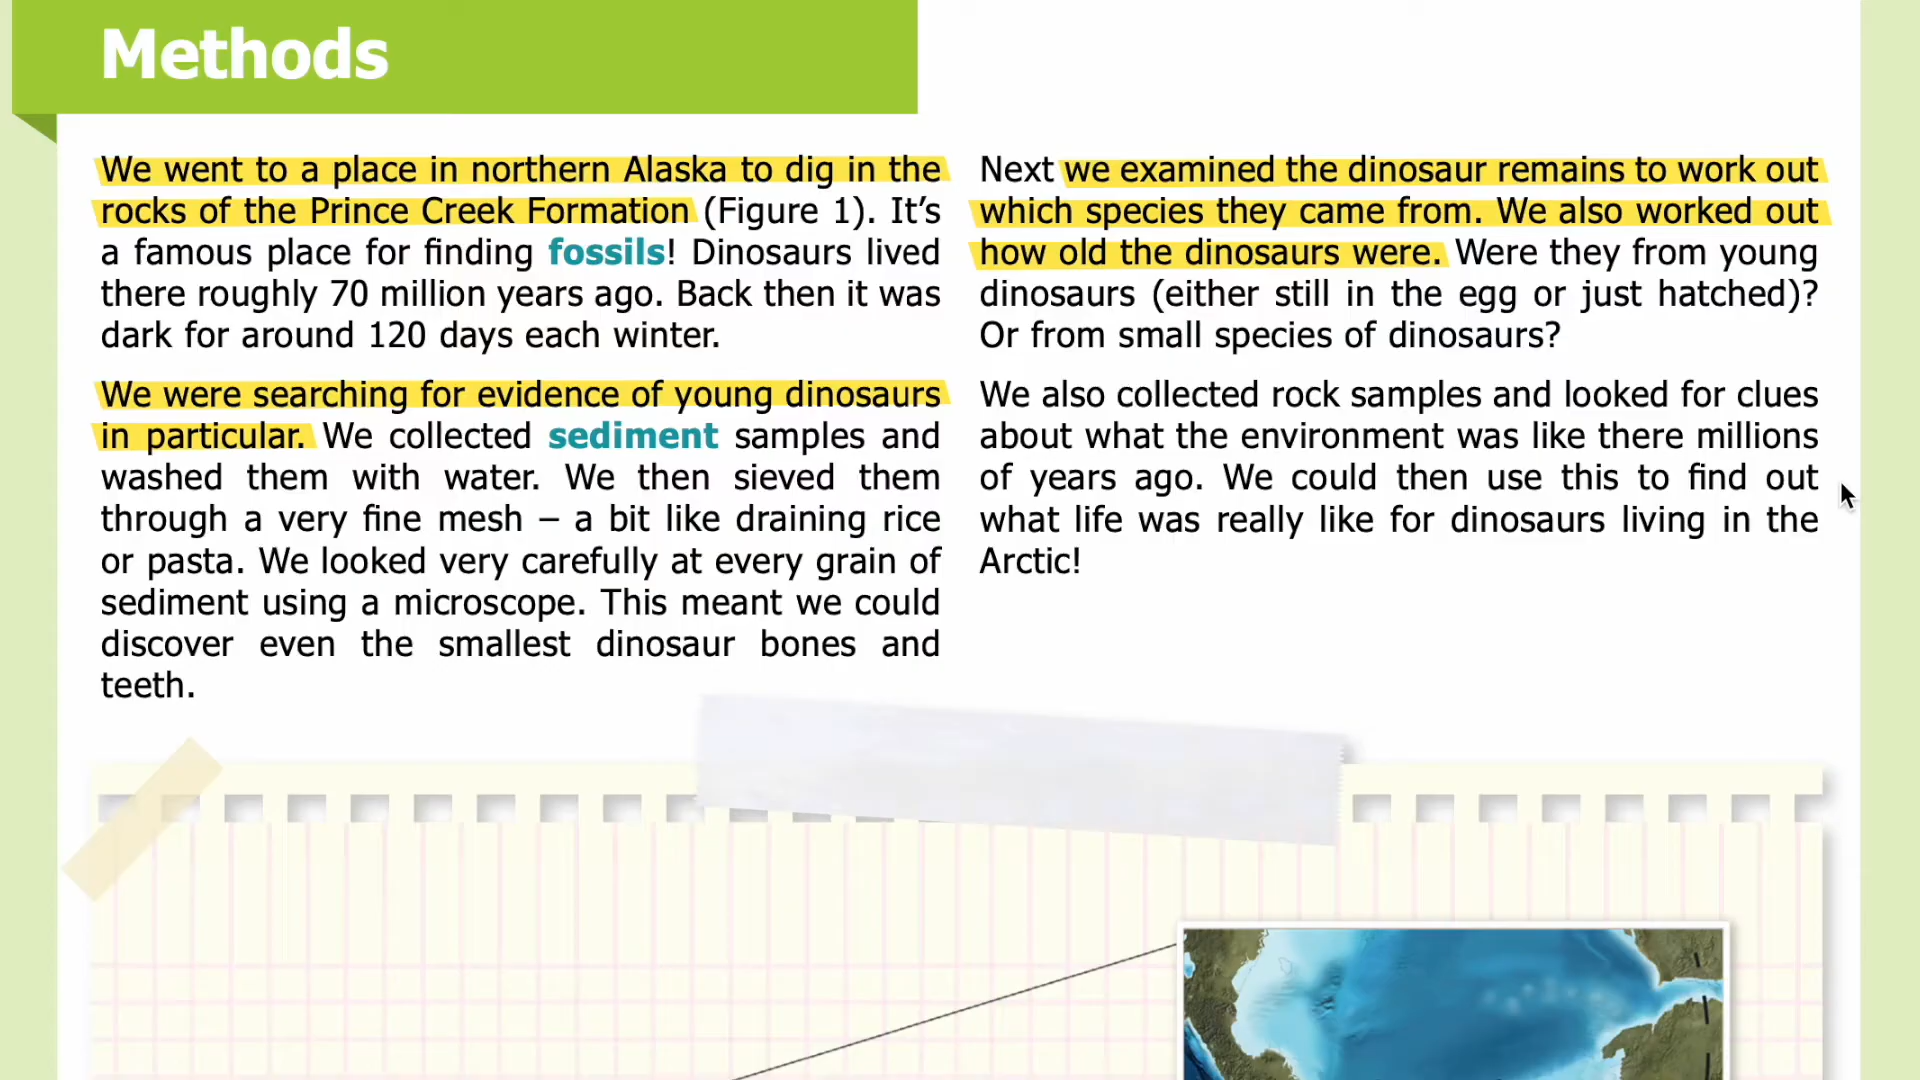 Methods
We went to a place in northern Alaska to dig in the
rocks of the Prince Creek Formation (Figure 1). It’s
a famous place for finding fossils! Dinosaurs lived
there roughly 70 million years ago. Back then it was
dark for around 120 days each winter.
We were searching for evidence of young dinosaurs
in particular. We collected sediment samples and
washed them with water. We then sieved them
through a very fine mesh – a bit like draining rice
or pasta. We looked very carefully at every grain of
sediment using a microscope. This meant we could
discover even the smallest dinosaur bones and
teeth.
Next we examined the dinosaur remains to work out
which species they came from. We also worked out
how old the dinosaurs were. Were they from young
dinosaurs (either still in the egg or just hatched)?
Or from small species of dinosaurs?
We also collected rock samples and looked for clues
about what the environment was like there millions
of years ago. We could then use this to find out
what life was really like for dinosaurs living in the
Arctic!